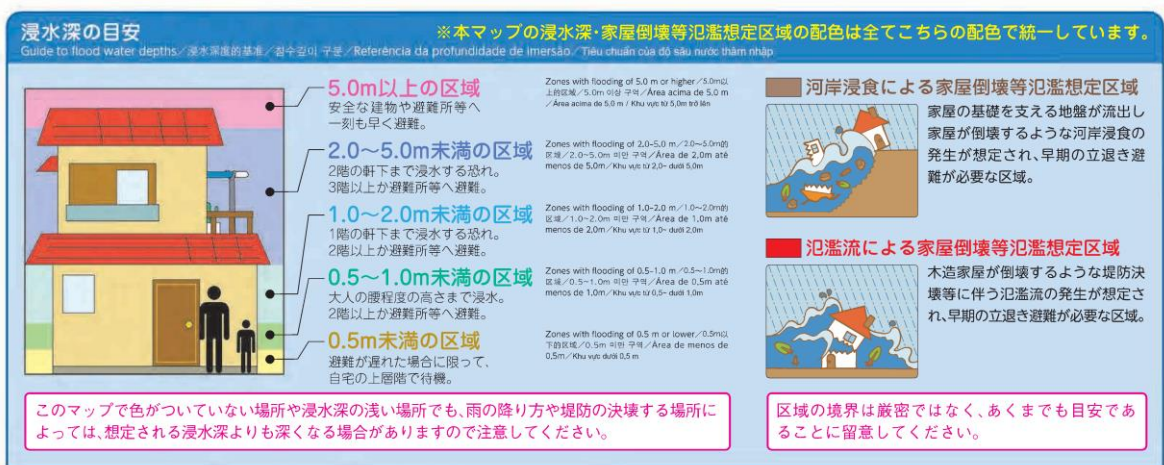 浸水深の目安
※本マップの浸水深･家屋倒壊等氾濫想定区域の配色は全てこちらの配色で統一しています。
Guide to flood water depths／浸水深度的基准／침수깊이 구분／Referência da profundidade de imersão／Tiêu chuẩn của độ sâu nước thâm nhập
5.0m以上の区域
安全な建物や避難所等へ
一刻も早く避難。
Zones with flooding of 5.0 m or higher／5.0m以
上的区域／5.0m 이상 구역／Área acima de 5.0 m
／Área acima de 5,0 m / Khu vực từ 5,0m trở lên
2.0～5.0m未満の区域
2階の軒下まで浸水する恐れ。
3階以上か避難所等へ避難。
Zones with flooding of 2.0-5.0 m／2.0～5.0m的
区域／2.0~5.0m 미만 구역／Área de 2,0m até
menos de 5,0m／Khu vực từ 2,0~ dưới 5,0m
1.0～2.0m未満の区域
1階の軒下まで浸水する恐れ。
2階以上か避難所等へ避難。
Zones with flooding of 1.0-2.0 m／1.0～2.0m的
区域／1.0~2.0m 미만 구역／Área de 1,0m até
menos de 2,0m／Khu vực từ 1,0~ dưới 2,0m
0.5～1.0m未満の区域
大人の腰程度の高さまで浸水。
2階以上か避難所等へ避難。
Zones with flooding of 0.5-1.0 m／0.5～1.0m的
区域／0.5~1.0m 미만 구역／Área de 0,5m até
menos de 1,0m／Khu vực từ 0,5~ dưới 1,0m
0.5m未満の区域
避難が遅れた場合に限って、
自宅の上層階で待機。
Zones with flooding of 0.5 m or lower／0.5m以
下的区域／0.5m 미만 구역／Área de menos de
0,5m／Khu vực dưới 0,5 m
このマップで色がついていない場所や浸水深の浅い場所でも、雨の降り方や堤防の決壊する場所に
よっては、想定される浸水深よりも深くなる場合がありますので注意してください。
河岸浸食による家屋倒壊等氾濫想定区域
家屋の基礎を支える地盤が流出し
家屋が倒壊するような河岸浸食の
発生が想定され、早期の立退き避
難が必要な区域。
氾濫流による家屋倒壊等氾濫想定区域
木造家屋が倒壊するような堤防決
壊等に伴う氾濫流の発生が想定さ
れ、早期の立退き避難が必要な区域。
区域の境界は厳密ではなく、あくまでも目安であ
ることに留意してください。